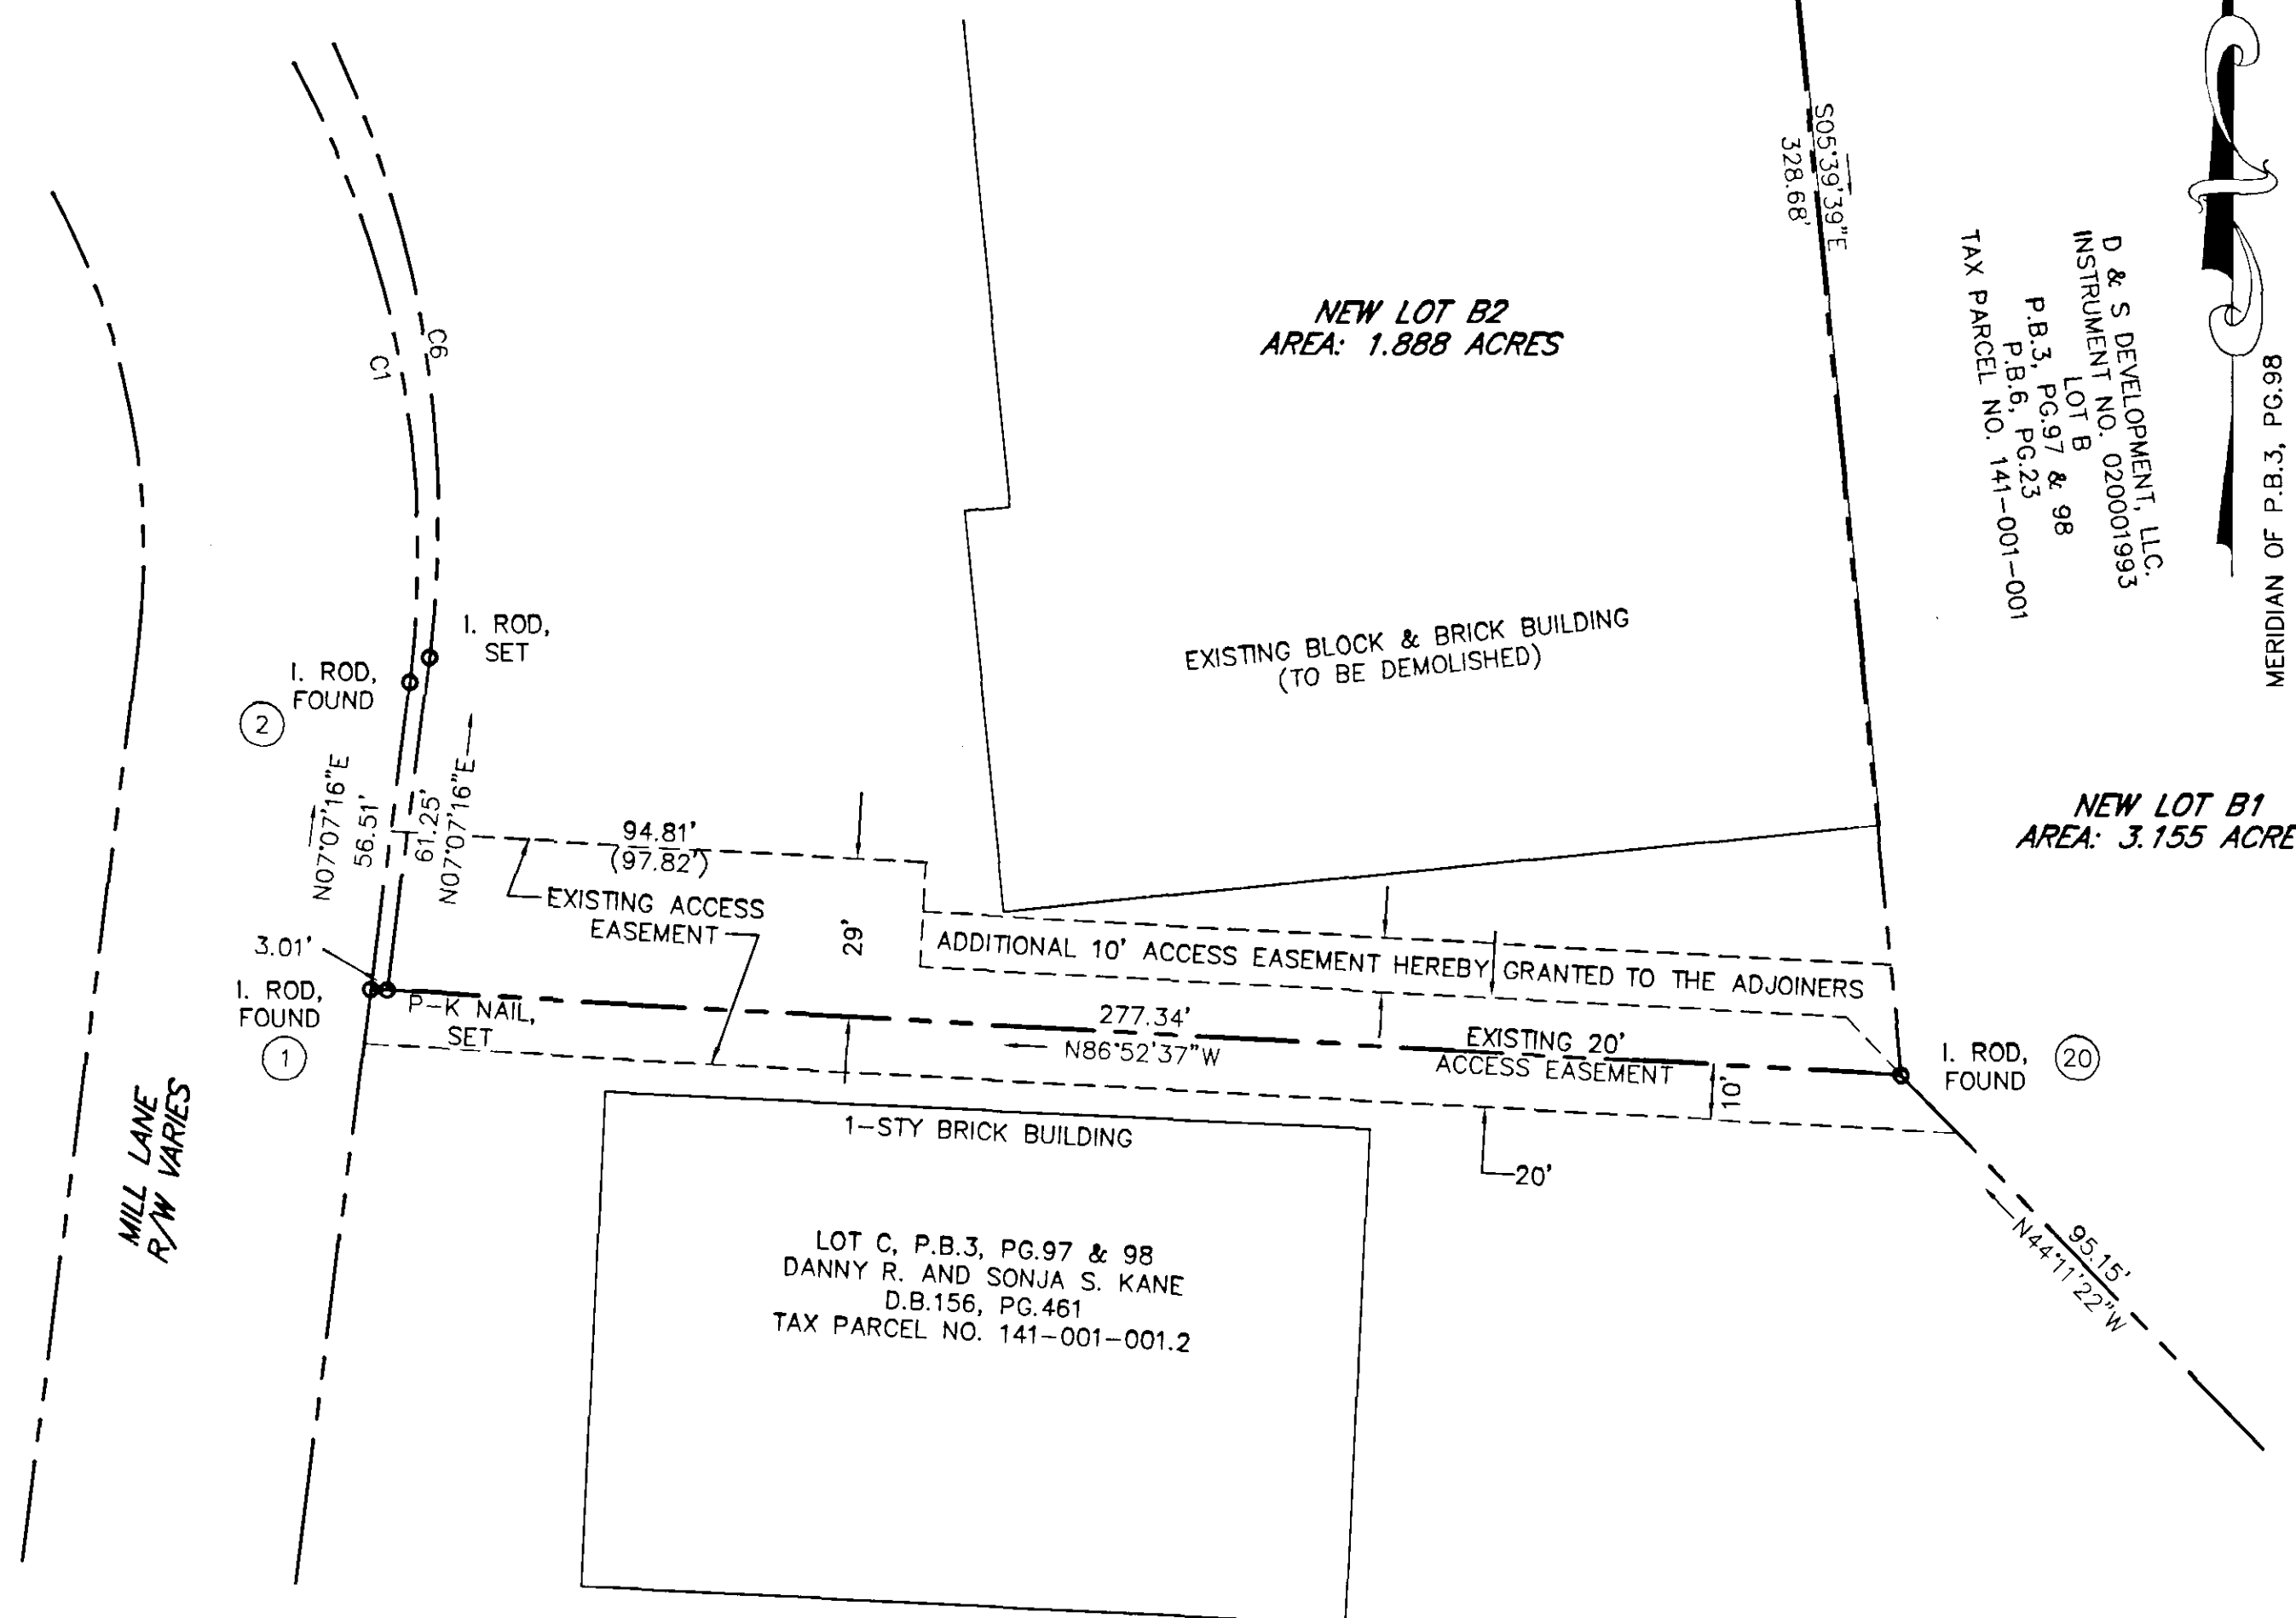 S05°39'39"E
328.68'
D & S DEVELOPMENT, LLC.
INSTRUMENT NO. 020001993
LOT B
P.B.3, PG.97 & 98
P.B.6, PG.23
TAX PARCEL NO. 141-001-001
MERIDIAN OF P.B.3, PG.98
NEW LOT B2
AREA: 1.888 ACRES
C6
C1
EXISTING BLOCK & BRICK BUILDING
(TO BE DEMOLISHED)
I. ROD,
SET
I. ROD,
FOUND
2
N07°07'16"E
56.51'
61.25'
N07°07'16"E
94.81'
(97.82')
NEW LOT B1
AREA: 3.155 ACRE
EXISTING ACCESS
EASEMENT
29'
ADDITIONAL 10' ACCESS EASEMENT HEREBY GRANTED TO THE ADJOINERS
3.01'
I. ROD,
FOUND
1
P-K NAIL,
SET
277.34'
N86°52'37"W
EXISTING 20'
ACCESS EASEMENT
10'
I. ROD,
FOUND
20
20'
MILL LANE
R/W VARIES
1-STY BRICK BUILDING
LOT C, P.B.3, PG.97 & 98
DANNY R. AND SONJA S. KANE
D.B.156, PG.461
TAX PARCEL NO. 141-001-001.2
95.15'
N44°11'22"W